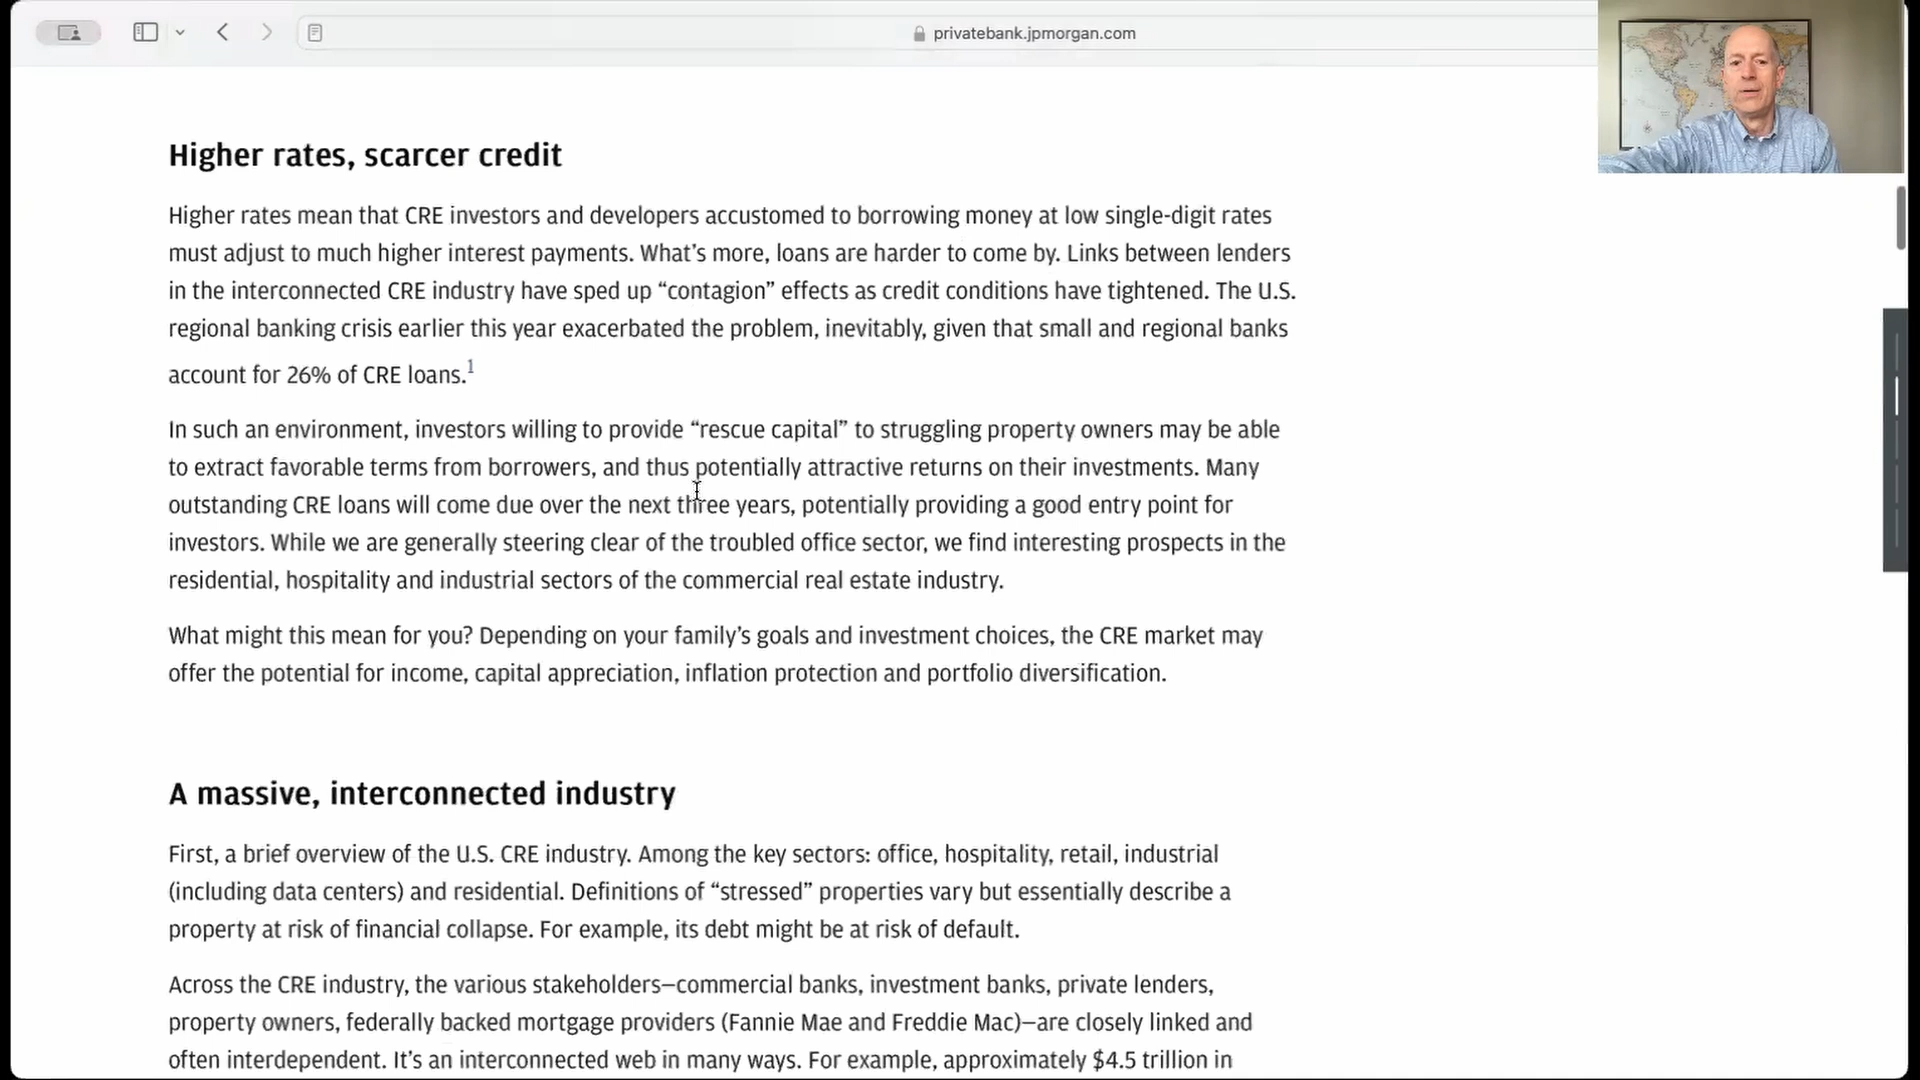 privatebank.jpmorgan.com
Higher rates, scarcer credit
Higher rates mean that CRE investors and developers accustomed to borrowing money at low single-digit rates
must adjust to much higher interest payments. What’s more, loans are harder to come by. Links between lenders
in the interconnected CRE industry have sped up “contagion” effects as credit conditions have tightened. The U.S.
regional banking crisis earlier this year exacerbated the problem, inevitably, given that small and regional banks
account for 26% of CRE loans.1
In such an environment, investors willing to provide “rescue capital” to struggling property owners may be able
to extract favorable terms from borrowers, and thus potentially attractive returns on their investments. Many
outstanding CRE loans will come due over the next three years, potentially providing a good entry point for
investors. While we are generally steering clear of the troubled office sector, we find interesting prospects in the
residential, hospitality and industrial sectors of the commercial real estate industry.
What might this mean for you? Depending on your family’s goals and investment choices, the CRE market may
offer the potential for income, capital appreciation, inflation protection and portfolio diversification.
A massive, interconnected industry
First, a brief overview of the U.S. CRE industry. Among the key sectors: office, hospitality, retail, industrial
(including data centers) and residential. Definitions of “stressed” properties vary but essentially describe a
property at risk of financial collapse. For example, its debt might be at risk of default.
Across the CRE industry, the various stakeholders—commercial banks, investment banks, private lenders,
property owners, federally backed mortgage providers (Fannie Mae and Freddie Mac)—are closely linked and
often interdependent. It’s an interconnected web in many ways. For example, approximately $4.5 trillion in